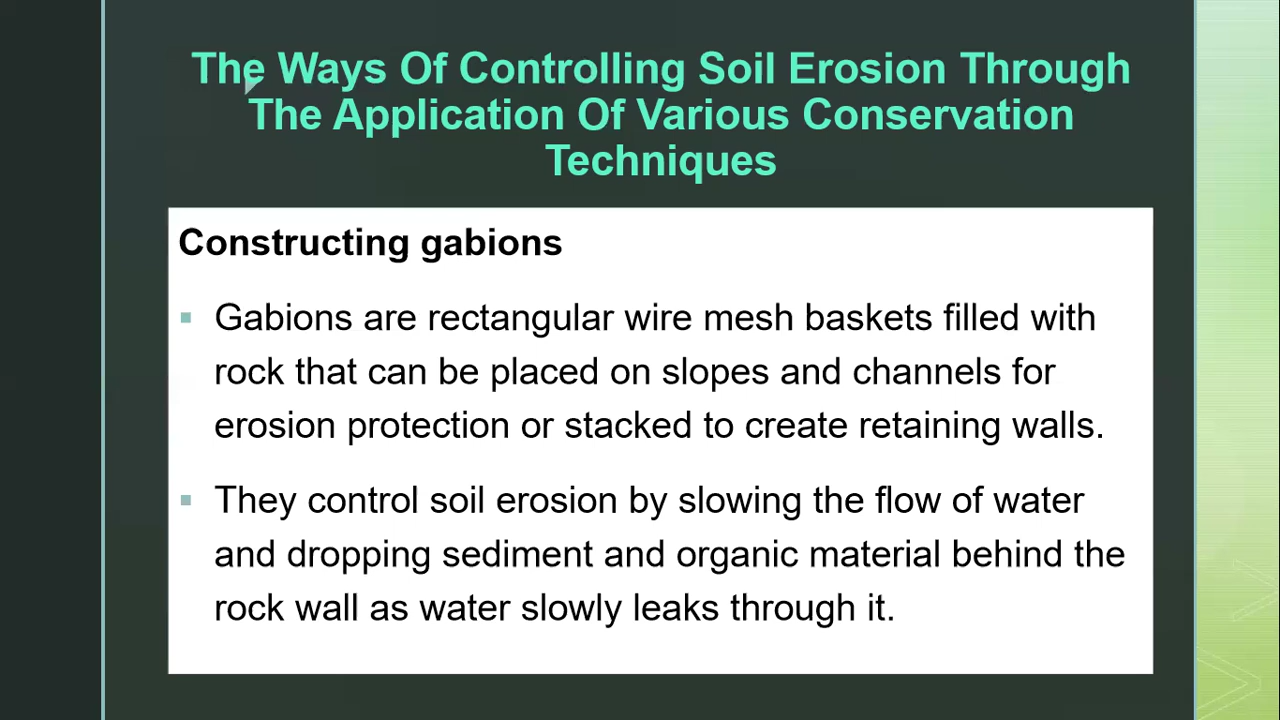 The Ways Of Controlling Soil Erosion Through
The Application Of Various Conservation
Techniques
Constructing gabions
▪ Gabions are rectangular wire mesh baskets filled with
rock that can be placed on slopes and channels for
erosion protection or stacked to create retaining walls.
▪ They control soil erosion by slowing the flow of water
and dropping sediment and organic material behind the
rock wall as water slowly leaks through it.